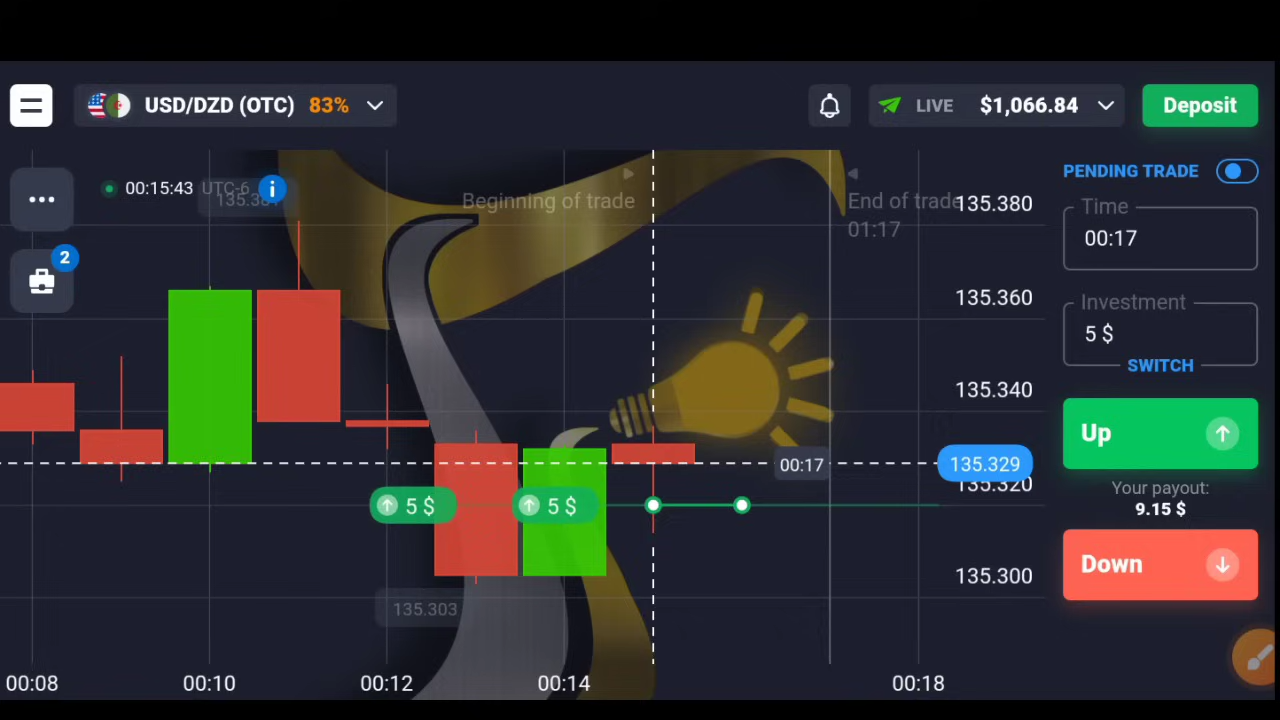 USD/DZD (OTC) 83%
LIVE $1,066.84
Deposit
00:15:43 UTC-6
i
2
Beginning of trade
End of trade
01:17
135.380
135.360
135.340
135.329
135.320
135.300
00:17
5 $
5 $
135.303
00:08
00:10
00:12
00:14
00:18
PENDING TRADE
Time
00:17
Investment
5 $
SWITCH
Up
Your payout:
9.15 $
Down